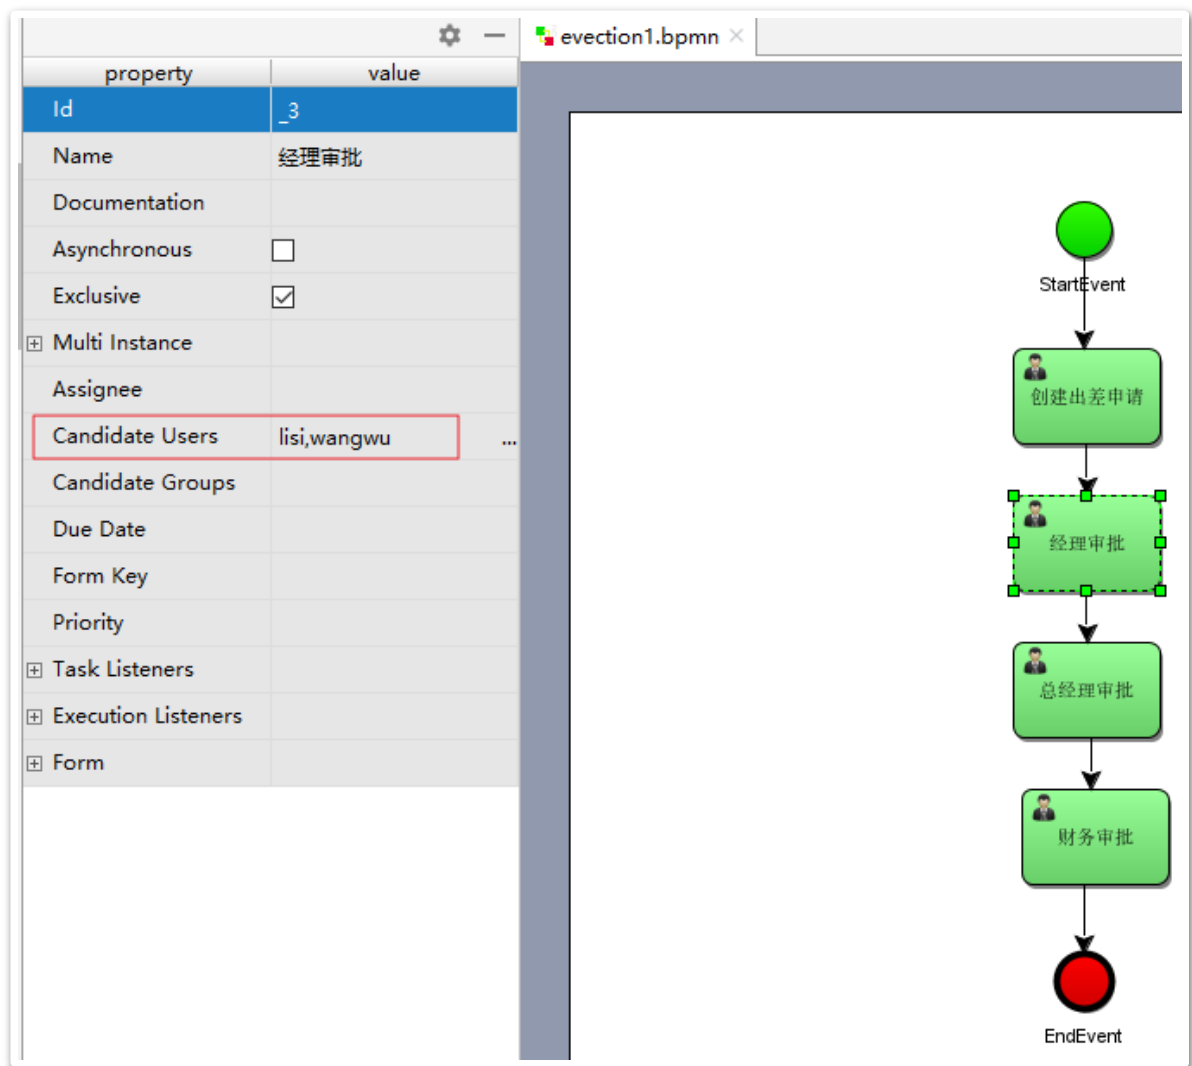 evection1.bpmn
property value
Id _3
Name 经理审批
Documentation
Asynchronous
Exclusive
Multi Instance
Assignee
Candidate Users lisi,wangwu ...
Candidate Groups
Due Date
Form Key
Priority
Task Listeners
Execution Listeners
Form
StartEvent
创建出差申请
经理审批
总经理审批
财务审批
EndEvent